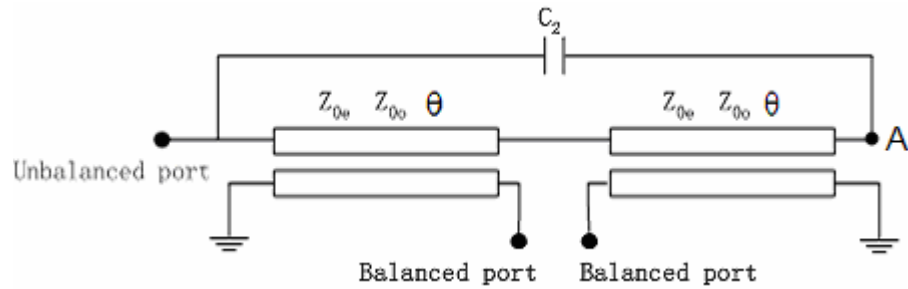 C₂
Z₀ₑ Z₀ₒ θ
Z₀ₑ Z₀ₒ θ
A
Unbalanced port
Balanced port
Balanced port